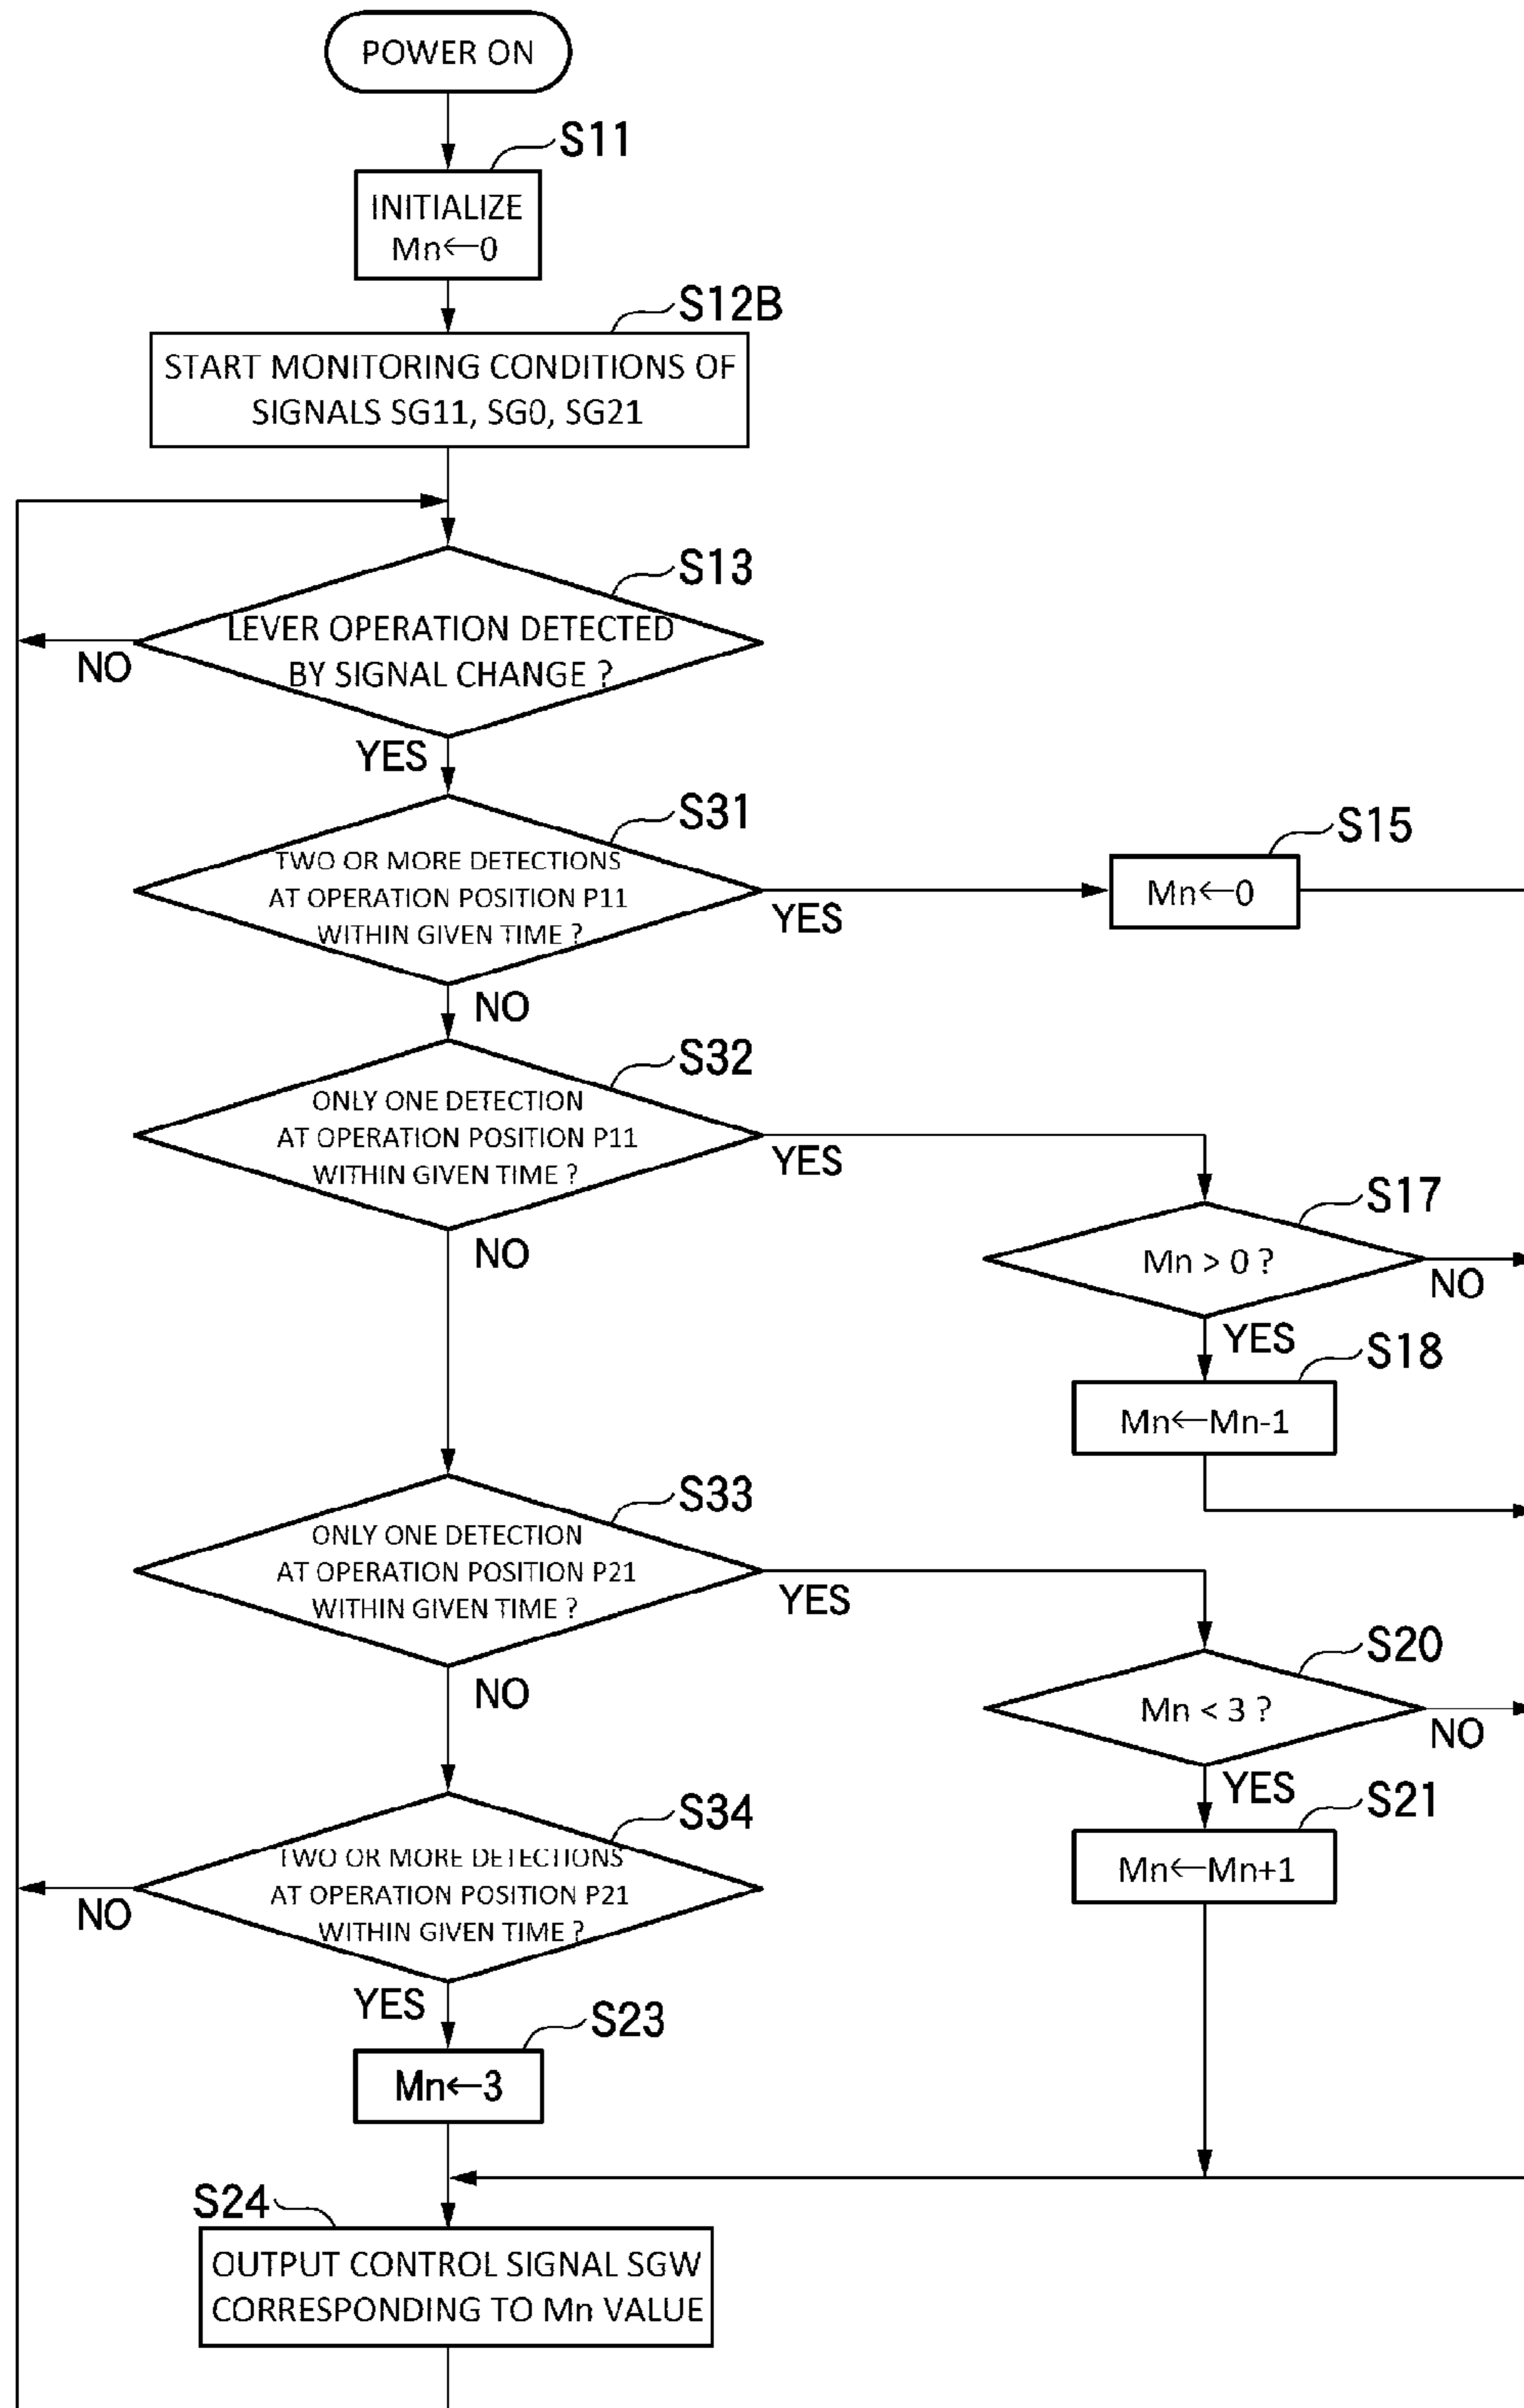 POWER ON
S11
INITIALIZE
Mn←0
S12B
START MONITORING CONDITIONS OF
SIGNALS SG11, SG0, SG21
S13
LEVER OPERATION DETECTED
BY SIGNAL CHANGE ?
NO
YES
S31
TWO OR MORE DETECTIONS
AT OPERATION POSITION P11
WITHIN GIVEN TIME ?
YES
S15
Mn←0
NO
S32
ONLY ONE DETECTION
AT OPERATION POSITION P11
WITHIN GIVEN TIME ?
YES
NO
S17
Mn > 0 ?
NO
YES
S18
Mn←Mn-1
S33
ONLY ONE DETECTION
AT OPERATION POSITION P21
WITHIN GIVEN TIME ?
YES
NO
S20
Mn < 3 ?
NO
YES
S21
Mn←Mn+1
S34
TWO OR MORE DETECTIONS
AT OPERATION POSITION P21
WITHIN GIVEN TIME ?
NO
YES
S23
Mn←3
S24
OUTPUT CONTROL SIGNAL SGW
CORRESPONDING TO Mn VALUE